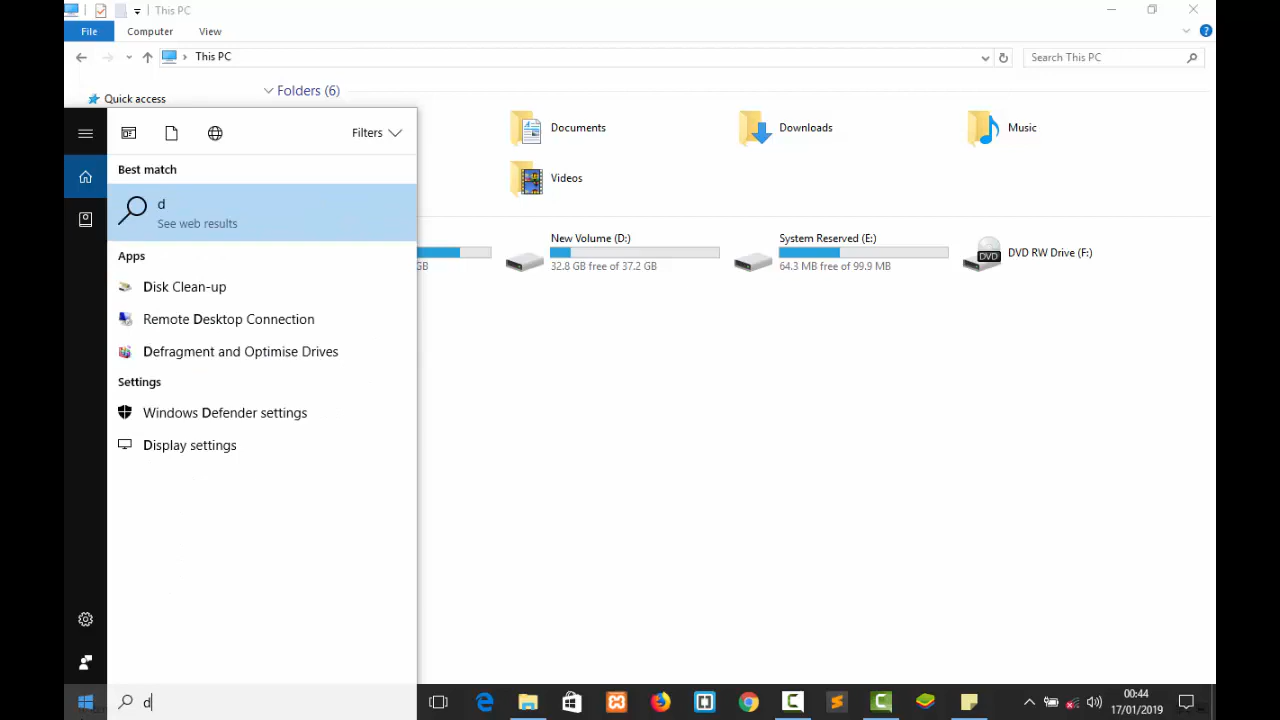 This PC
File Computer View
This PC
Search This PC
Quick access
Folders (6)
Documents
Downloads
Music
Videos
GB
New Volume (D:)
32.8 GB free of 37.2 GB
System Reserved (E:)
64.3 MB free of 99.9 MB
DVD
DVD RW Drive (F:)
Filters
Best match
d
See web results
Apps
Disk Clean-up
Remote Desktop Connection
Defragment and Optimise Drives
Settings
Windows Defender settings
Display settings
d
00:44
17/01/2019